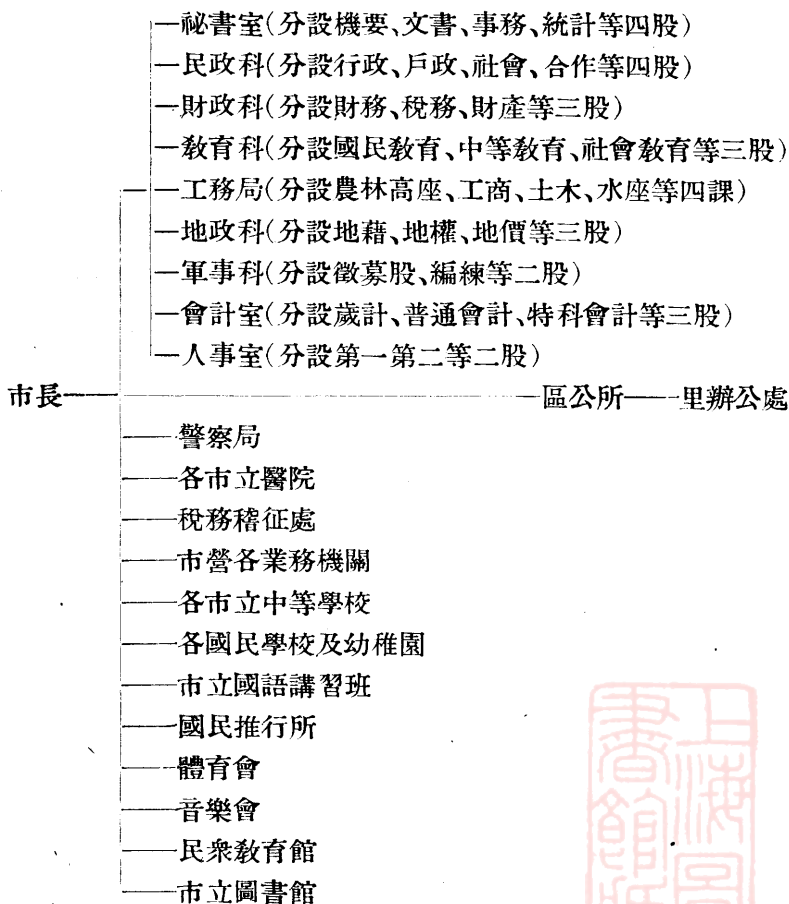 秘書室(分設機要、文書、事務、統計等四股)
民政科(分設行政、戶政、社會、合作等四股)
財政科(分設財務、稅務、財產等三股)
教育科(分設國民教育、中等教育、社會教育等三股)
工務局(分設農林高座、工商、土木、水座等四課)
地政科(分設地藉、地權、地價等三股)
軍事科(分設徵募股、編練等二股)
會計室(分設歲計、普通會計、特科會計等三股)
人事室(分設第一第二等二股)
市長 區公所 里辦公處
警察局
各市立醫院
稅務稽征處
市營各業務機關
各市立中等學校
各國民學校及幼稚園
市立國語講習班
國民推行所
體育會
音樂會
民衆教育館
市立圖書館